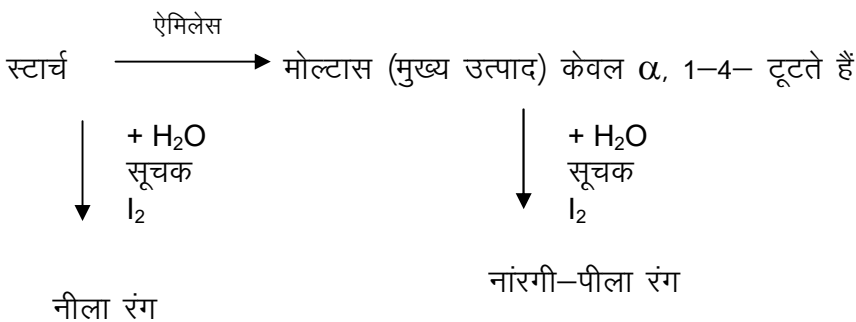 ऐमिलेस
स्टार्च मोल्टास (मुख्य उत्पाद) केवल α, 1–4– टूटते हैं
+ H₂O
सूचक
I₂
नीला रंग
+ H₂O
सूचक
I₂
नांरगी–पीला रंग